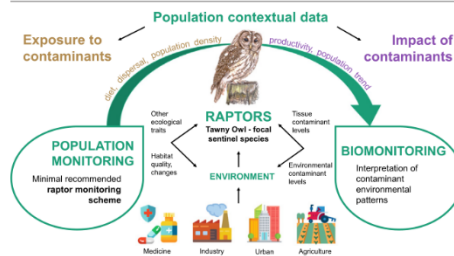 Population contextual data
Exposure to
contaminants
Impact of
contaminants
diet, dispersal, population density
productivity, population trend
Other
ecological
traits
RAPTORS
Tawny Owl - focal
sentinel species
Tissue
contaminant
levels
POPULATION
MONITORING
Minimal recommended
raptor monitoring
scheme
Habitat
quality,
changes
ENVIRONMENT
Environmental
contaminant
levels
BIOMONITORING
Interpretation of
contaminant
environmental
patterns
Medicine
Industry
Urban
Agriculture